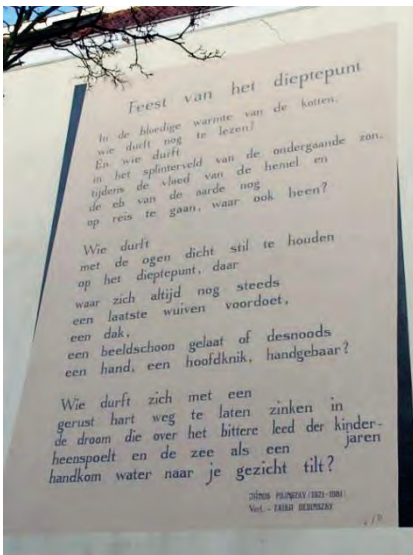 Feest van het dieptepunt
In de bloedige warmte van de kotten,
wie durft nog te lezen?
En wie durft
in het splinterveld van de ondergaande zon,
tijdens de vloed van de hemel en
de eb van de aarde nog
op reis te gaan, waar ook heen?
Wie durft
met de ogen dicht stil te houden
op het dieptepunt, daar
waar zich altijd nog steeds
een laatste wuiven voordoet,
een dak,
een beeldschoon gelaat of desnoods
een hand, een hoofdknik, handgebaar?
Wie durft zich met een
gerust hart weg te laten zinken in
de droom die over het bittere leed der kinder-
jaren
heenspoelt en de zee als een
handkom water naar je gezicht tilt?
JÁNOS PILINSZKY (1921-1981)
Vert. - ERIKA DEDINSZKY